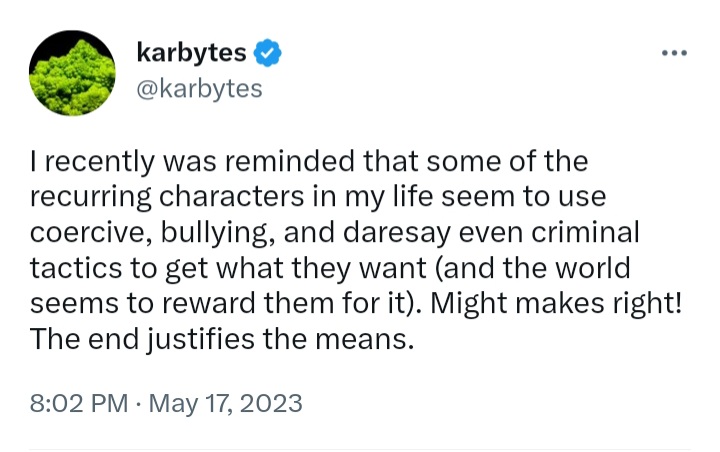 karbytes
@karbytes
I recently was reminded that some of the
recurring characters in my life seem to use
coercive, bullying, and daresay even criminal
tactics to get what they want (and the world
seems to reward them for it). Might makes right!
The end justifies the means.
8:02 PM · May 17, 2023